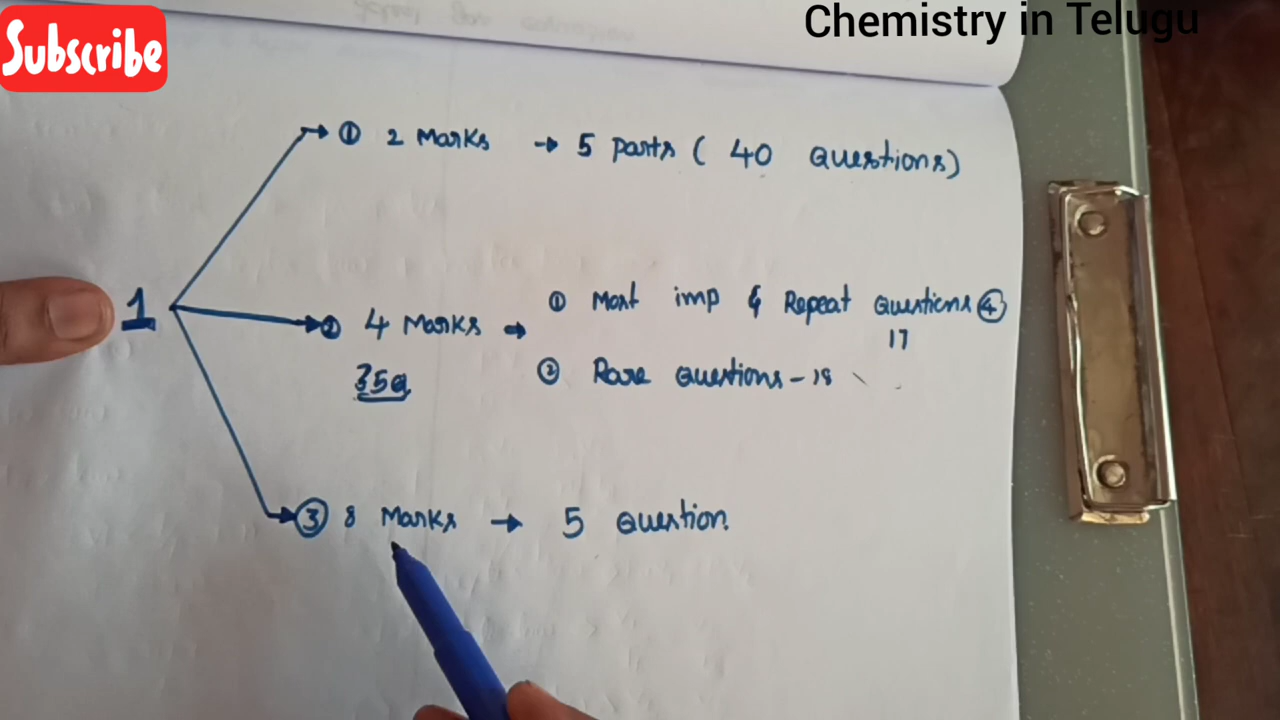 Subscribe
Chemistry in Telugu
① 2 Marks → 5 parts ( 40 Questions)
1
② 4 Marks → ① Most imp & Repeat Questions ④
17
35Q
② Rare Questions - 18
③ 8 Marks → 5 Question